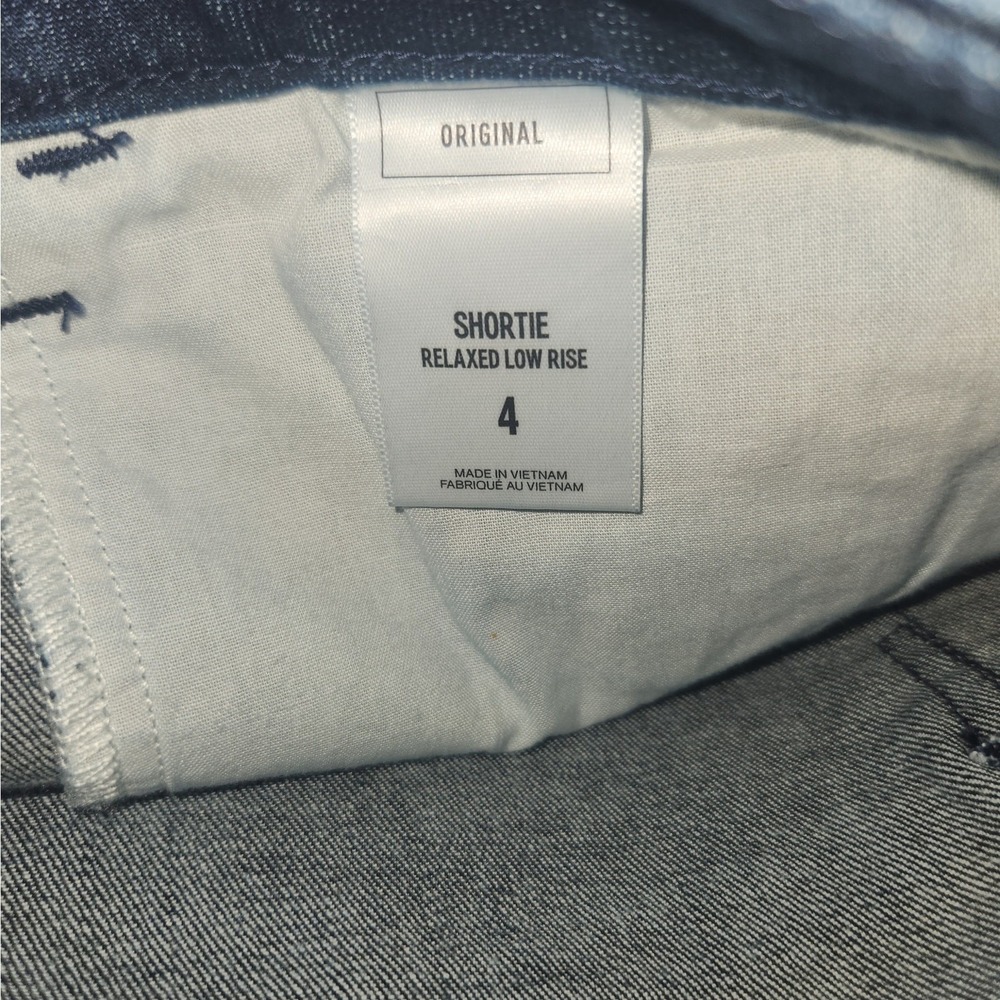 ORIGINAL
SHORTIE
RELAXED LOW RISE
4
MADE IN VIETNAM
FABRIQUÉ AU VIETNAM